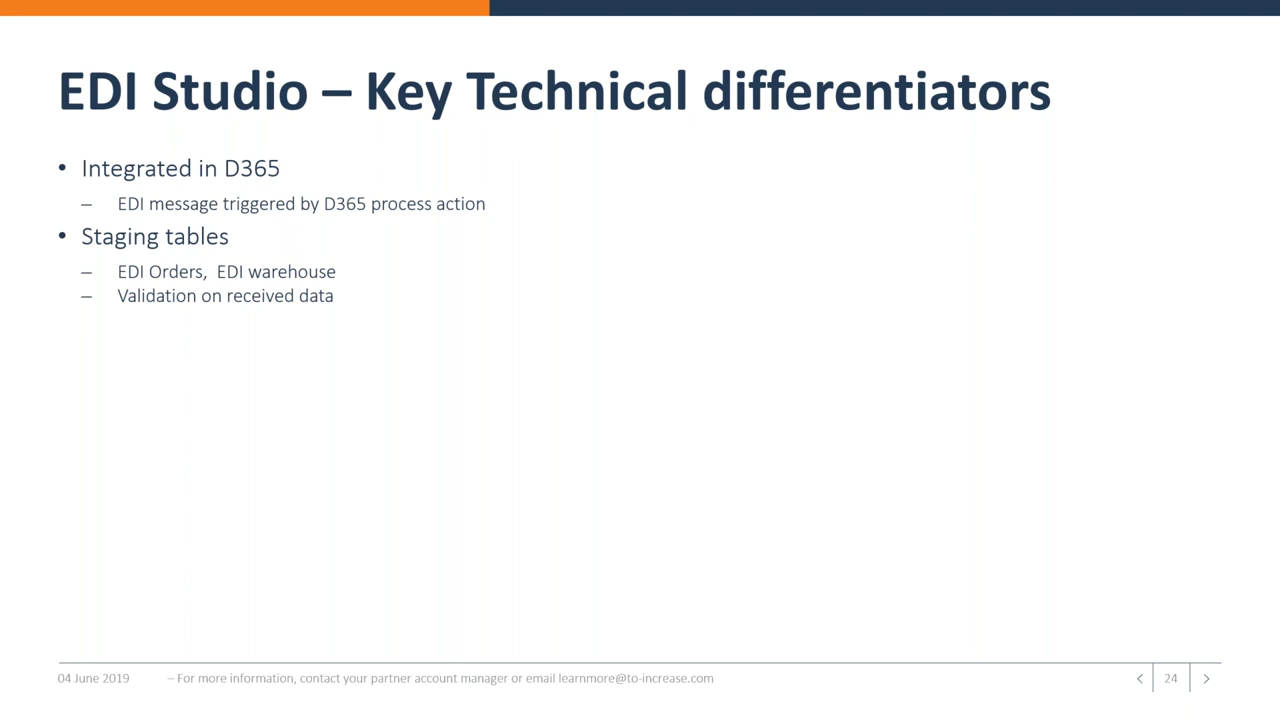 EDI Studio – Key Technical differentiators
• Integrated in D365
– EDI message triggered by D365 process action
• Staging tables
– EDI Orders, EDI warehouse
– Validation on received data
04 June 2019 – For more information, contact your partner account manager or email learnmore@to-increase.com < 24 >